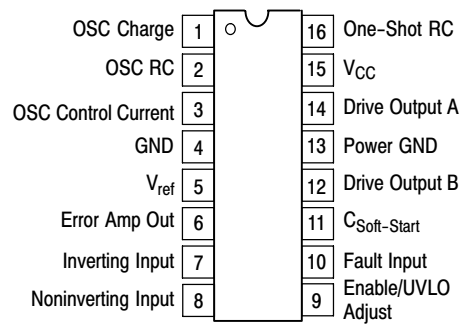 OSC Charge 1 16 One-Shot RC
OSC RC 2 15 VCC
OSC Control Current 3 14 Drive Output A
GND 4 13 Power GND
Vref 5 12 Drive Output B
Error Amp Out 6 11 CSoft-Start
Inverting Input 7 10 Fault Input
Noninverting Input 8 9 Enable/UVLO
Adjust